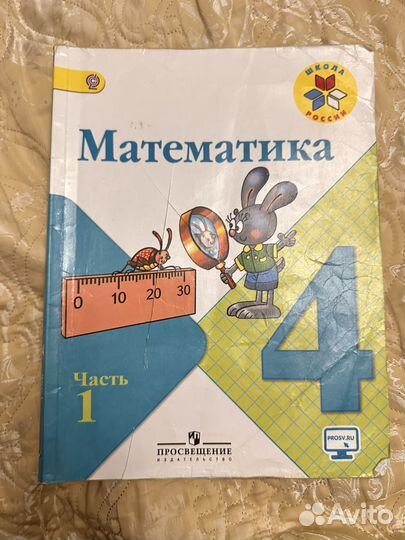 ШКОЛА
РОССИИ
Математика
0 10 20 30
4
Часть
1
PROSV.RU
ПРОСВЕЩЕНИЕ
ИЗДАТЕЛЬСТВО
Avito